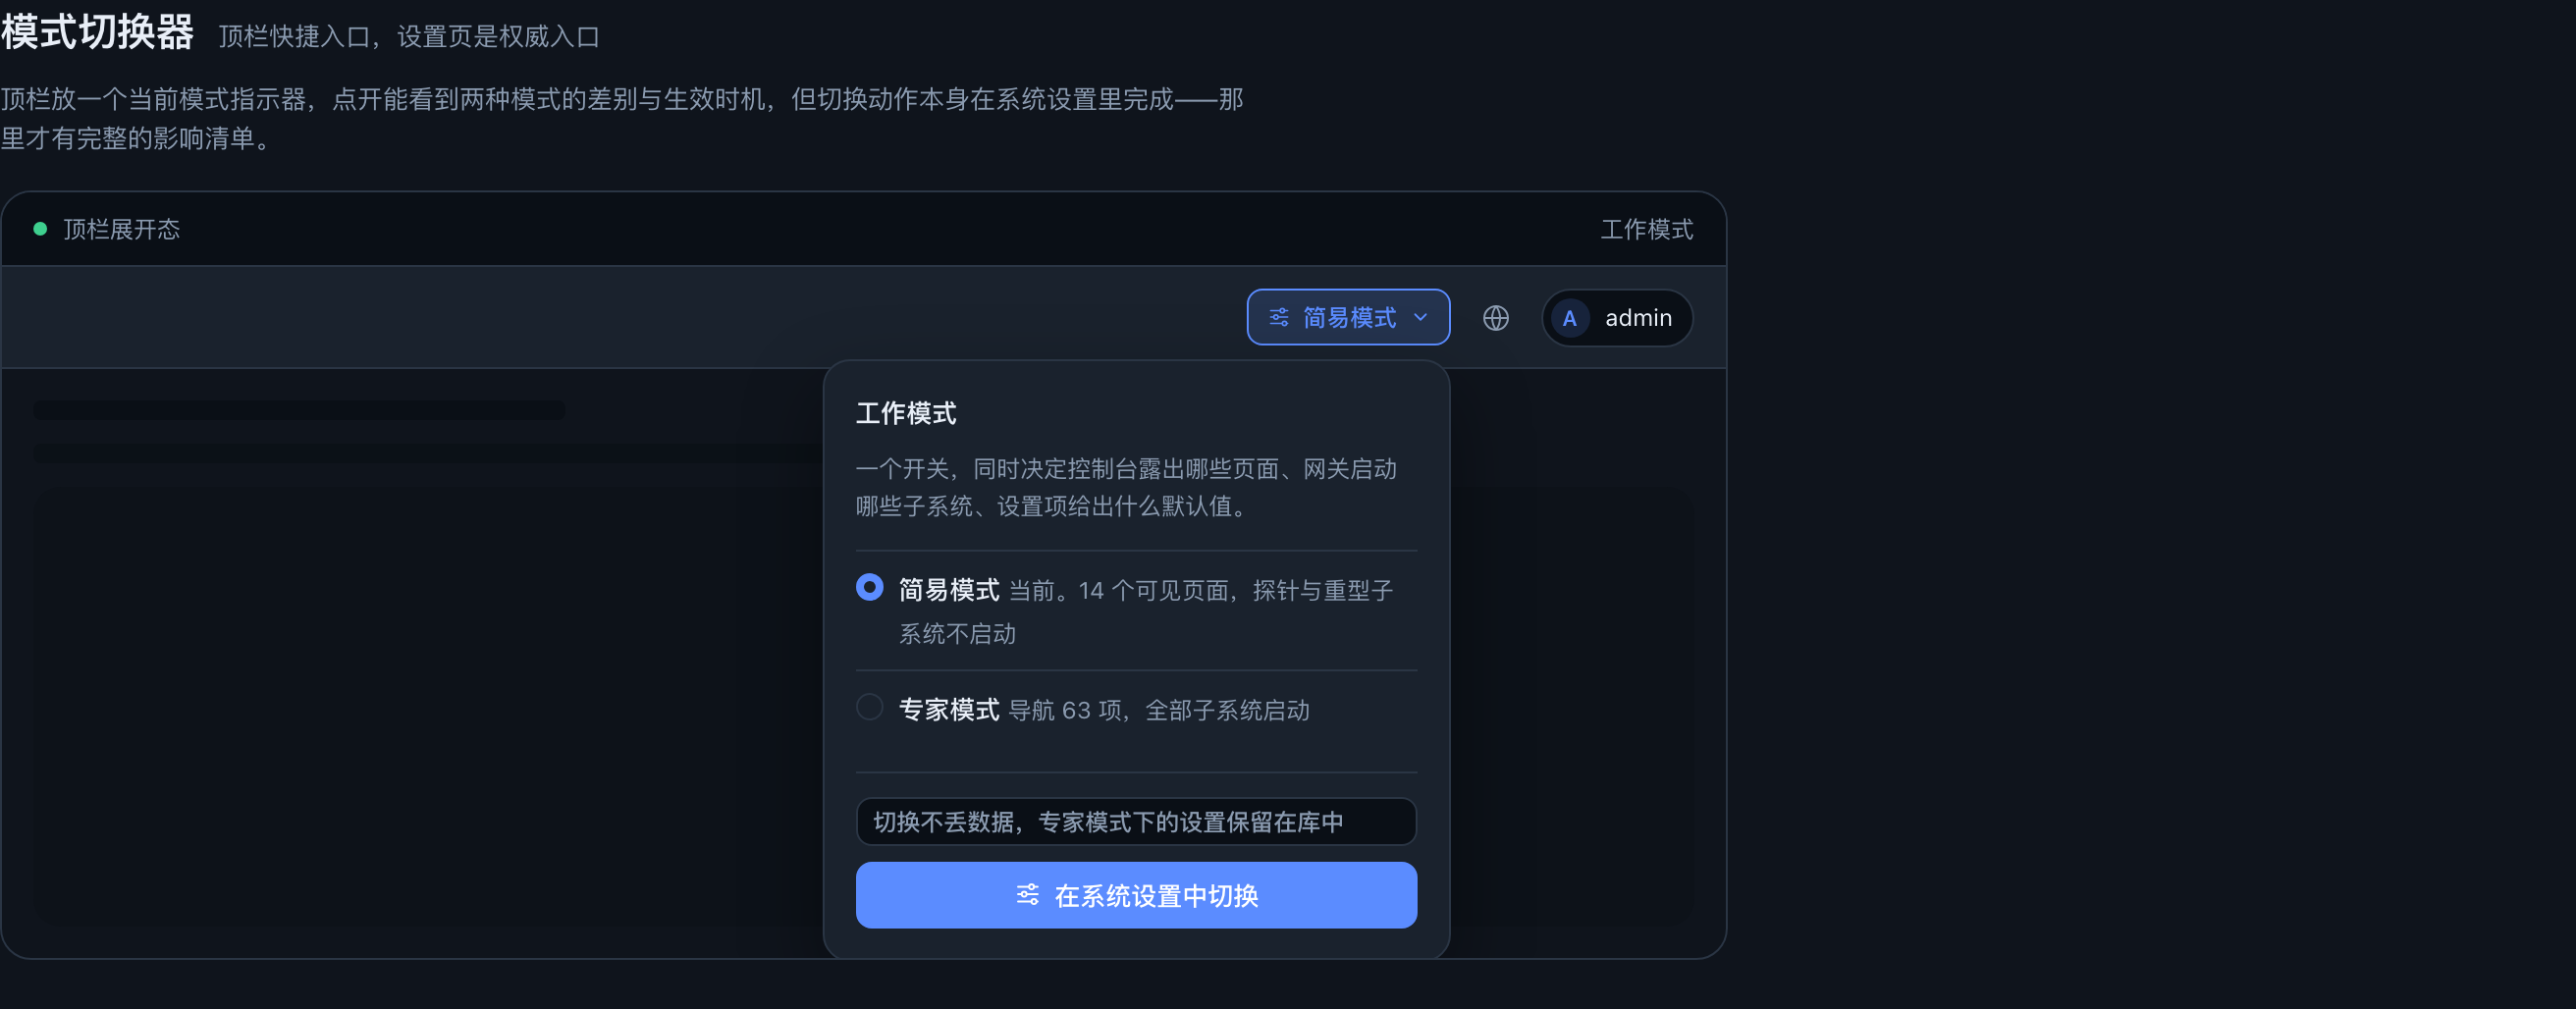 模式切换器 顶栏快捷入口，设置页是权威入口
顶栏放一个当前模式指示器，点开能看到两种模式的差别与生效时机，但切换动作本身在系统设置里完成——那
里才有完整的影响清单。
顶栏展开态 工作模式
简易模式 A admin
工作模式
一个开关，同时决定控制台露出哪些页面、网关启动
哪些子系统、设置项给出什么默认值。
简易模式 当前。14 个可见页面，探针与重型子
系统不启动
专家模式 导航 63 项，全部子系统启动
切换不丢数据，专家模式下的设置保留在库中
在系统设置中切换